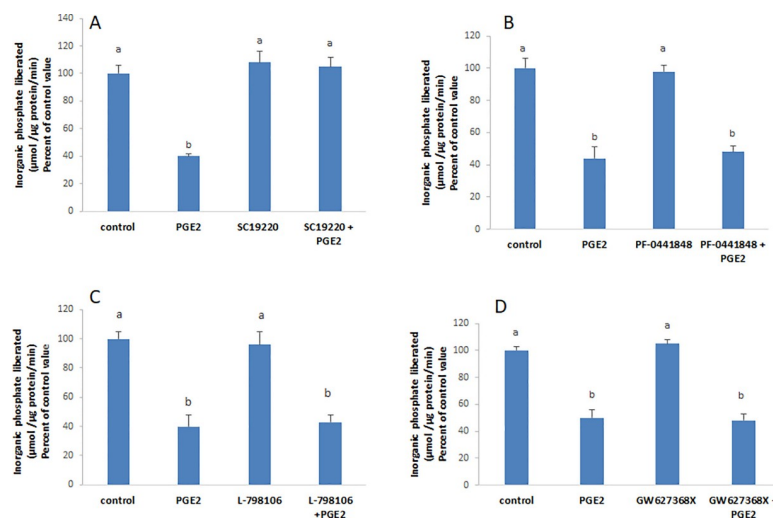 A
Inorganic phosphate liberated
(µmol /µg protein/min)
Percent of control value
140
120
100
80
60
40
20
0
a
b
a
a
control
PGE2
SC19220
SC19220 +
PGE2
B
Inorganic phosphate liberated
(µmol /µg protein/min)
Percent of control value
120
100
80
60
40
20
0
a
b
a
b
control
PGE2
PF-0441848
PF-0441848 +
PGE2
C
Inorganic phosphate liberated
(µmol /µg protein/min)
Percent of control value
120
100
80
60
40
20
0
a
b
a
b
control
PGE2
L-798106
L-798106
+PGE2
D
Inorganic phosphate liberated
(µmol /µg protein/min)
Percent of control value
120
100
80
60
40
20
0
a
b
a
b
control
PGE2
GW627368X
GW627368X +
PGE2